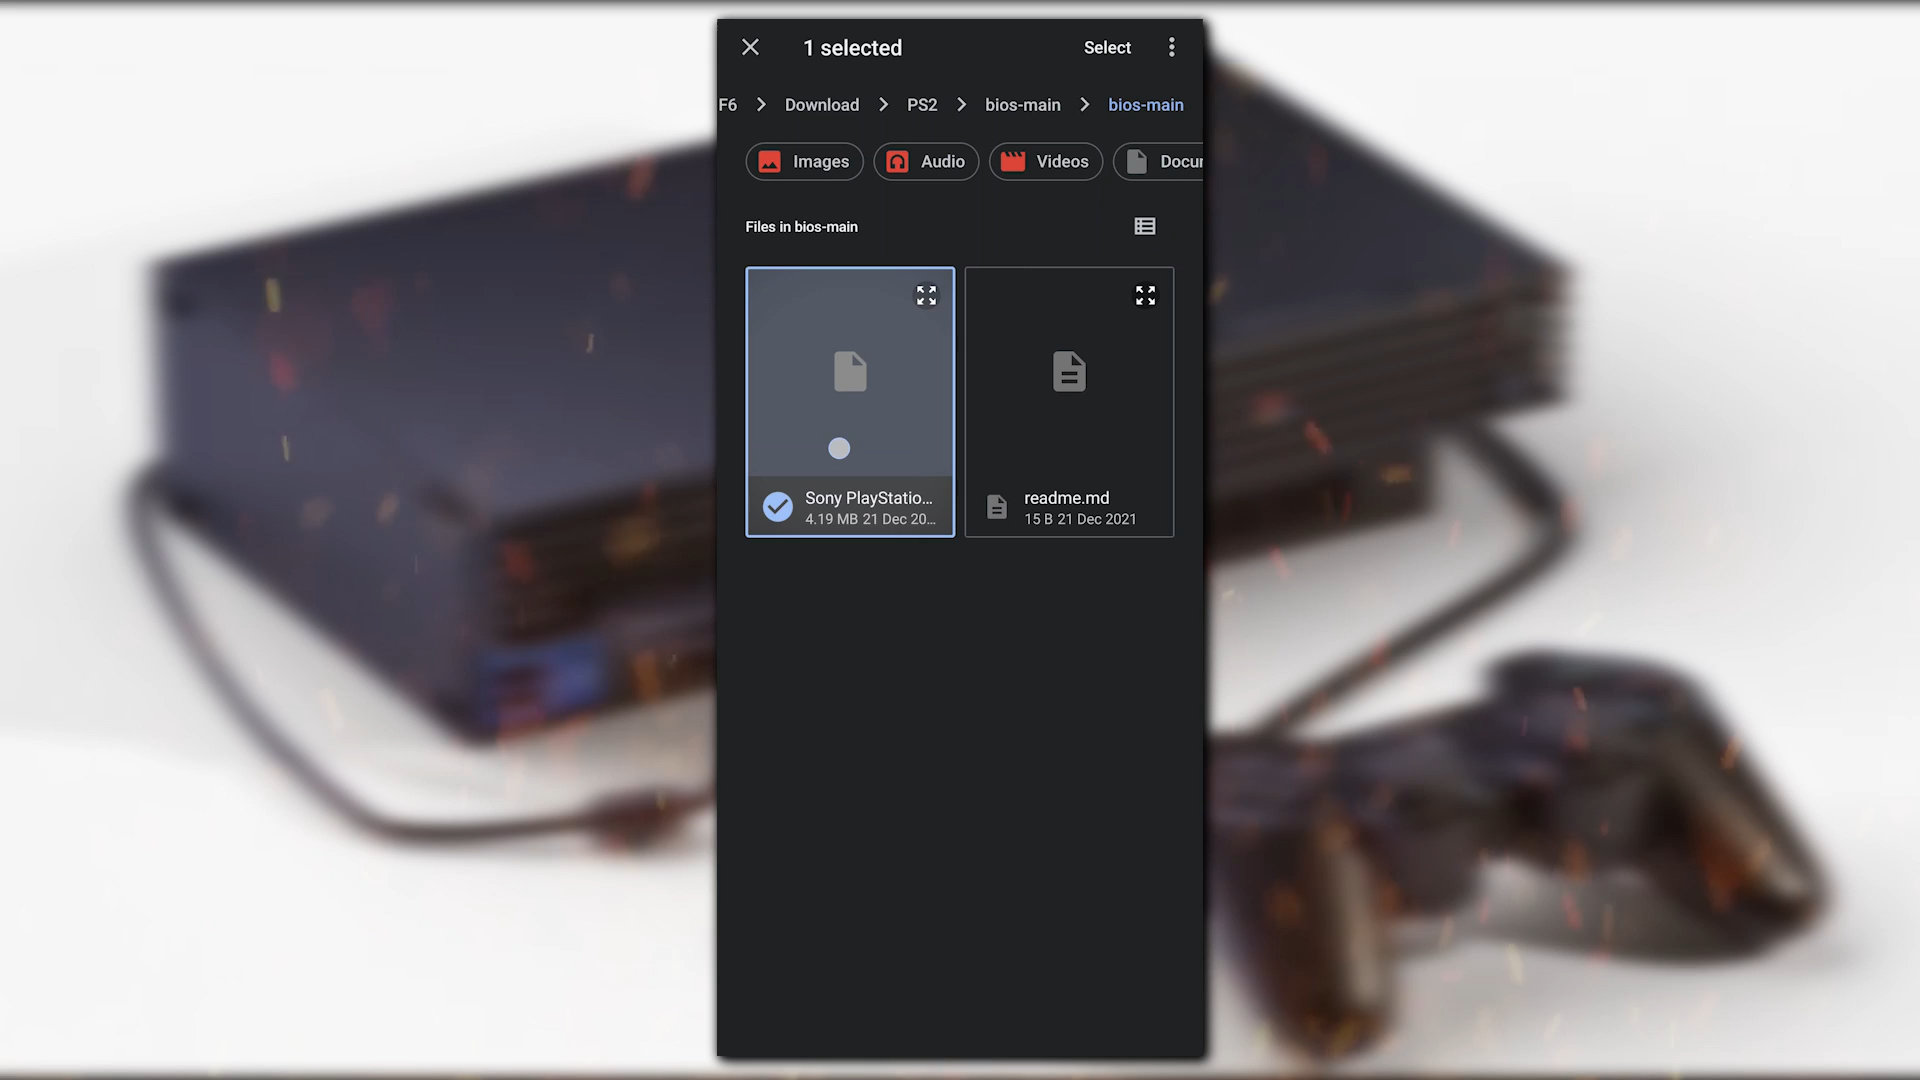 1 selected
Select
F6 > Download > PS2 > bios-main > bios-main
Images
Audio
Videos
Docur
Files in bios-main
Sony PlayStatio...
4.19 MB 21 Dec 20...
readme.md
15 B 21 Dec 2021